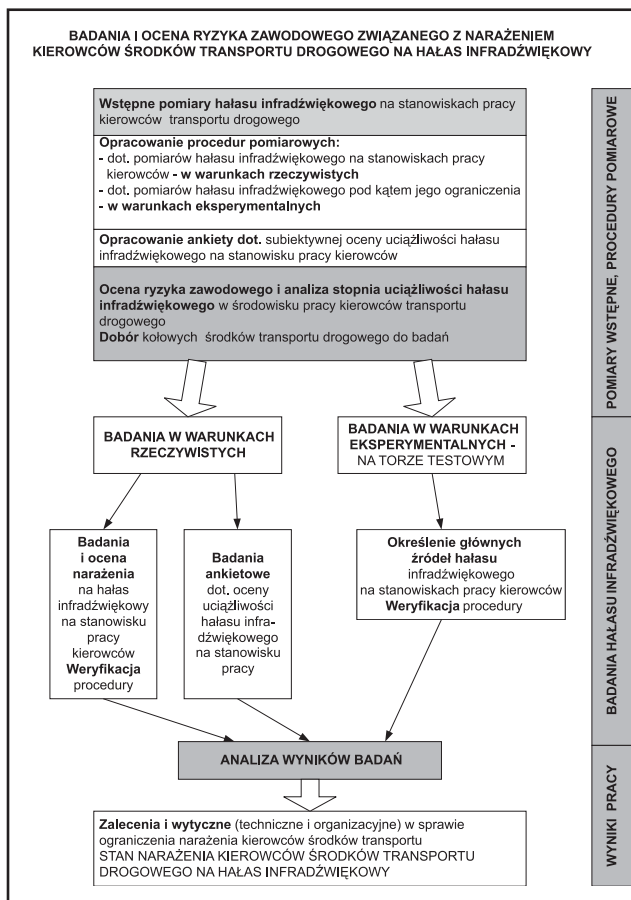 BADANIA I OCENA RYZYKA ZAWODOWEGO ZWIĄZANEGO Z NARAŻENIEM
KIEROWCÓW ŚRODKÓW TRANSPORTU DROGOWEGO NA HAŁAS INFRADŹWIĘKOWY
Wstępne pomiary hałasu infradźwiękowego na stanowiskach pracy
kierowców transportu drogowego
Opracowanie procedur pomiarowych:
- dot. pomiarów hałasu infradźwiękowego na stanowiskach pracy
kierowców - w warunkach rzeczywistych
- dot. pomiarów hałasu infradźwiękowego pod kątem jego ograniczenia
- w warunkach eksperymentalnych
Opracowanie ankiety dot. subiektywnej oceny uciążliwości hałasu
infradźwiękowego na stanowisku pracy kierowców
Ocena ryzyka zawodowego i analiza stopnia uciążliwości hałasu
infradźwiękowego w środowisku pracy kierowców transportu
drogowego
Dobór kołowych środków transportu drogowego do badań
POMIARY WSTĘPNE, PROCEDURY POMIAROWE
BADANIA W WARUNKACH
RZECZYWISTYCH
BADANIA W WARUNKACH
EKSPERYMENTALNYCH -
NA TORZE TESTOWYM
Badania
i ocena
narażenia
na hałas
infradźwiękowy
na stanowisku
pracy
kierowców
Weryfikacja
procedury
Badania
ankietowe
dot. oceny
uciążliwości
hałasu infra-
dźwiękowego
na stanowisku
pracy
Określenie głównych
źródeł hałasu
infradźwiękowego
na stanowiskach pracy kierowców
Weryfikacja procedury
BADANIA HAŁASU INFRADŹWIĘKOWEGO
ANALIZA WYNIKÓW BADAŃ
Zalecenia i wytyczne (techniczne i organizacyjne) w sprawie
ograniczenia narażenia kierowców środków transportu
STAN NARAŻENIA KIEROWCÓW ŚRODKÓW TRANSPORTU
DROGOWEGO NA HAŁAS INFRADŹWIĘKOWY
WYNIKI PRACY